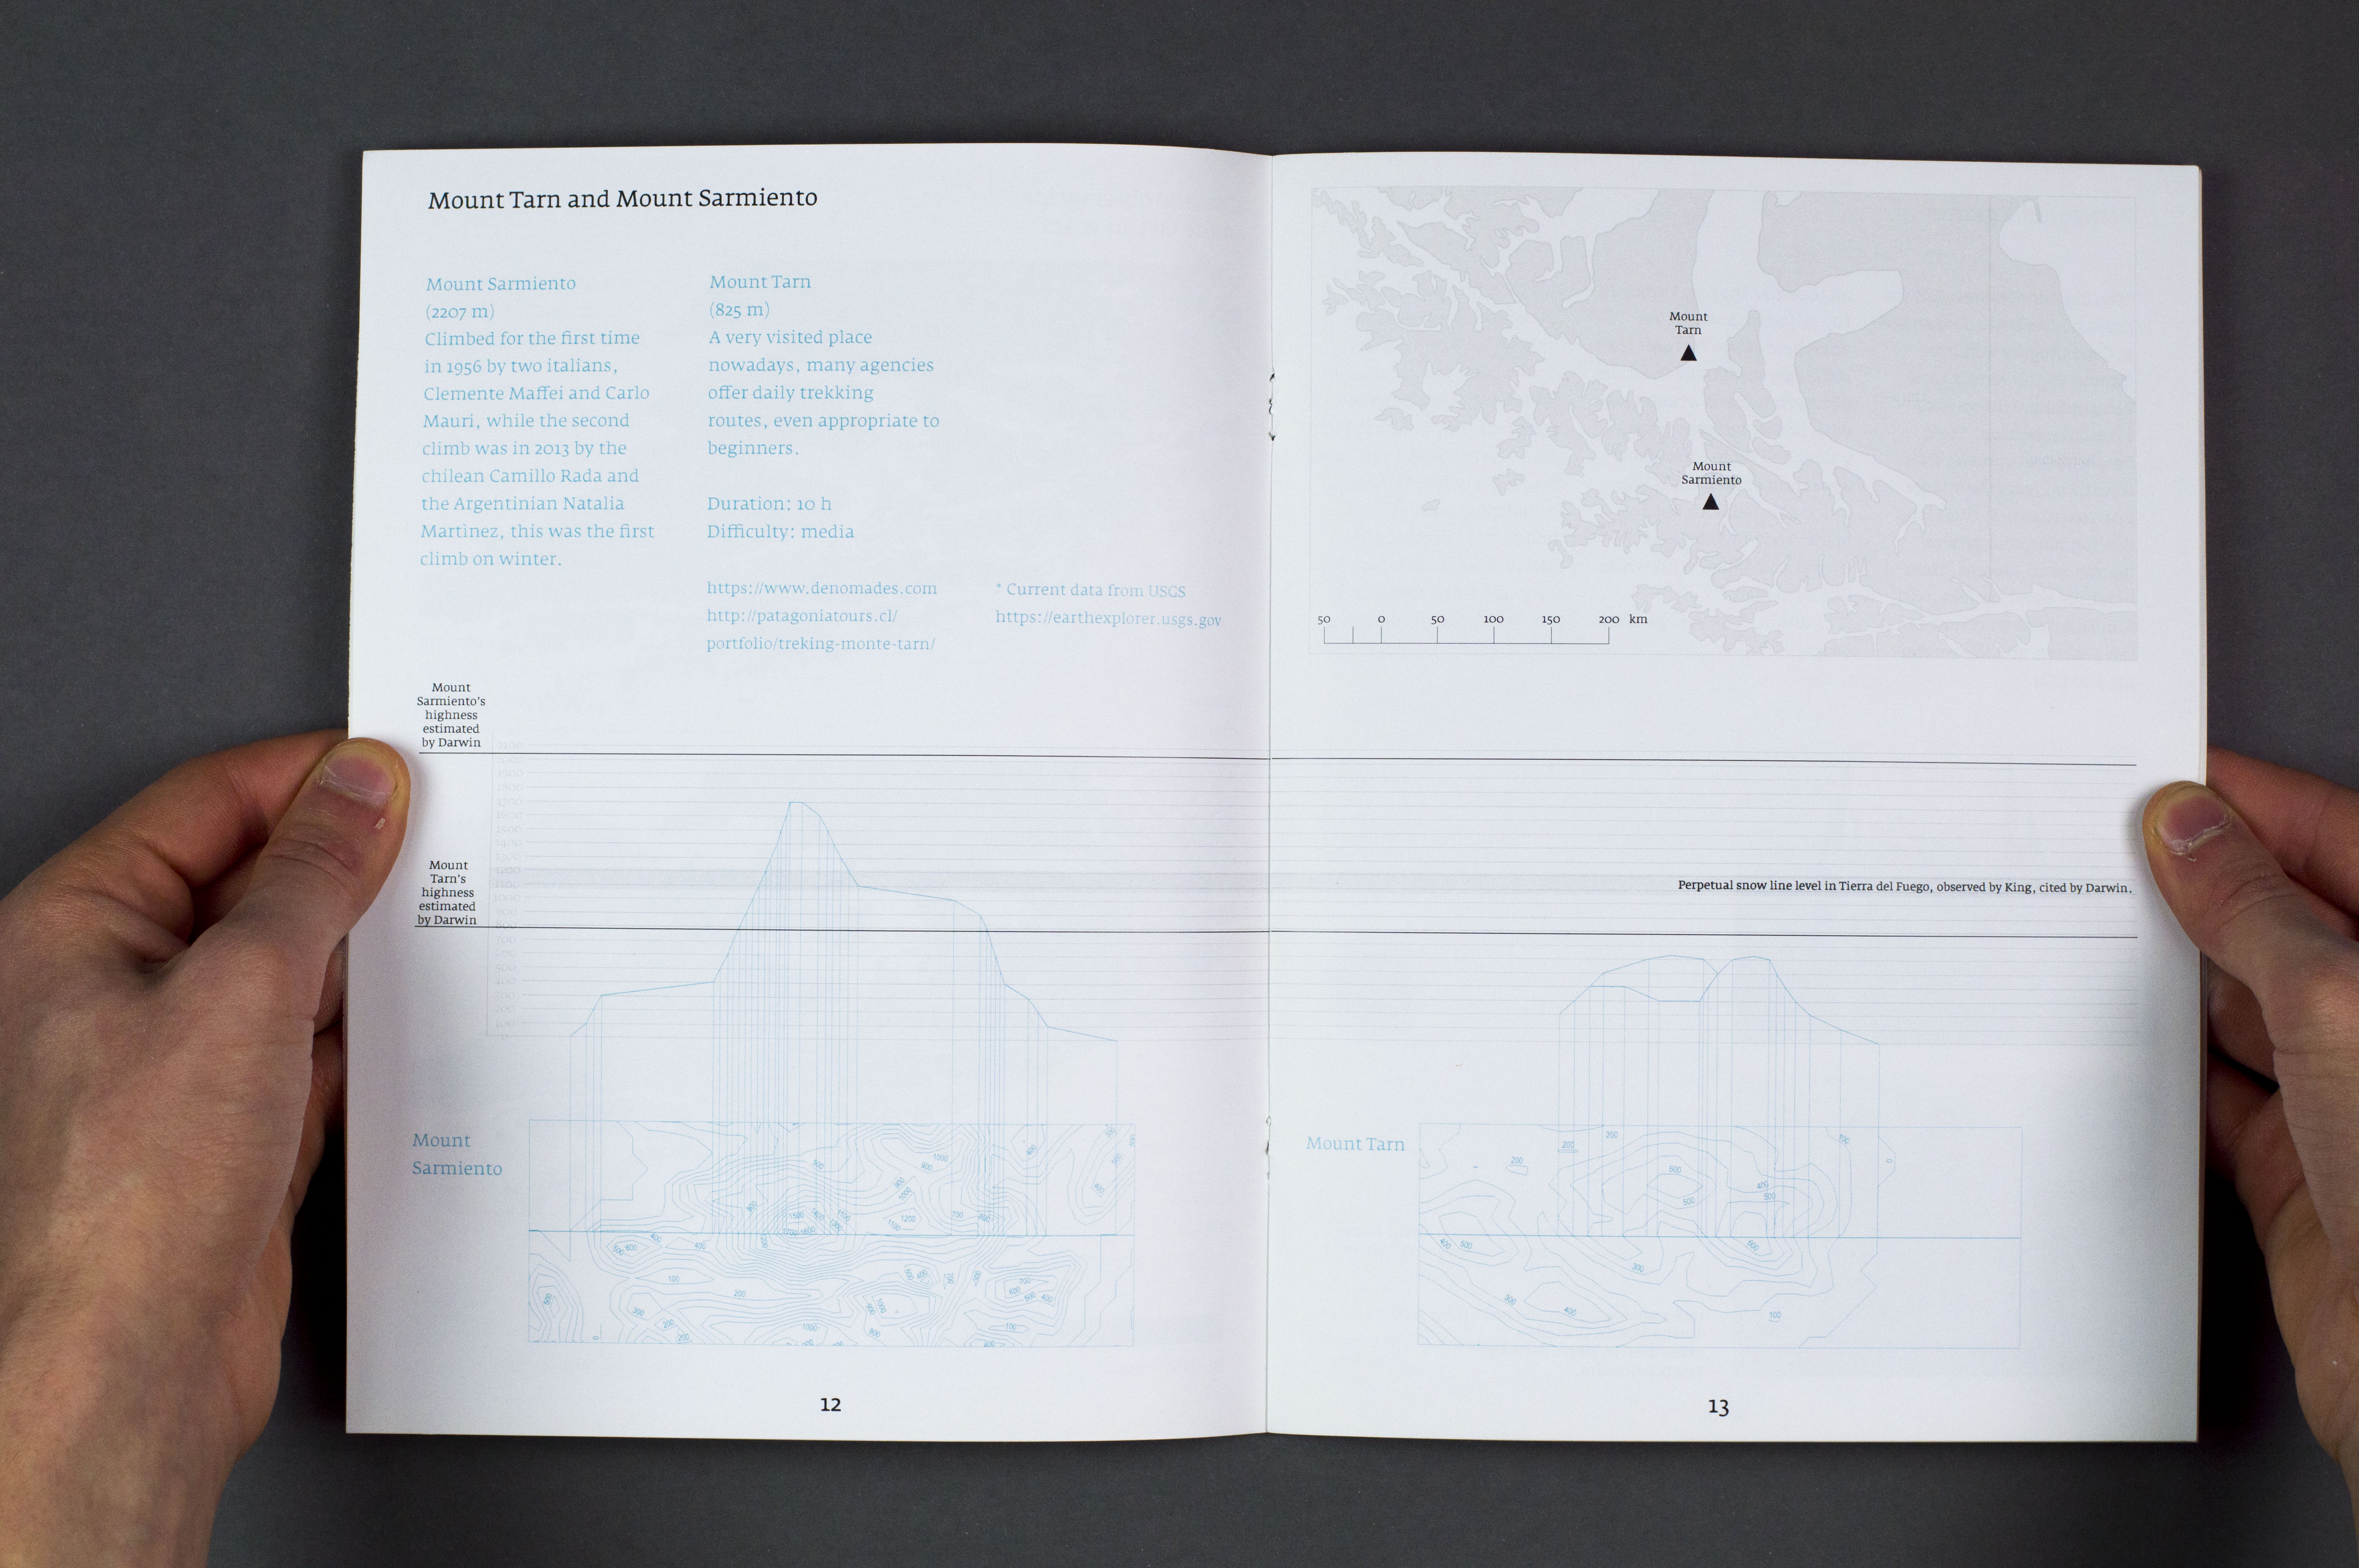 Mount Tarn and Mount Sarmiento
Mount Sarmiento
(2207 m)
Climbed for the first time
in 1956 by two italians,
Clemente Maffei and Carlo
Mauri, while the second
climb was in 2013 by the
chilean Camillo Rada and
the Argentinian Natalia
Martìnez, this was the first
climb on winter.
Mount Tarn
(825 m)
A very visited place
nowadays, many agencies
offer daily trekking
routes, even appropriate to
beginners.
Duration: 10 h
Difficulty: media
https://www.denomades.com
http://patagoniatours.cl/
portfolio/treking-monte-tarn/
* Current data from USGS
https://earthexplorer.usgs.gov
Mount
Tarn
Mount
Sarmiento
50 0 50 100 150 200 km
Mount
Sarmiento's
highness
estimated
by Darwin
Mount
Tarn's
highness
estimated
by Darwin
Perpetual snow line level in Tierra del Fuego, observed by King, cited by Darwin.
Mount
Sarmiento
Mount Tarn
12
13